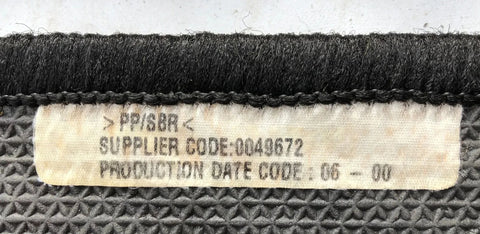 >PP/SBR<
SUPPLIER CODE:0049672
PRODUCTION DATE CODE : 06 - 00